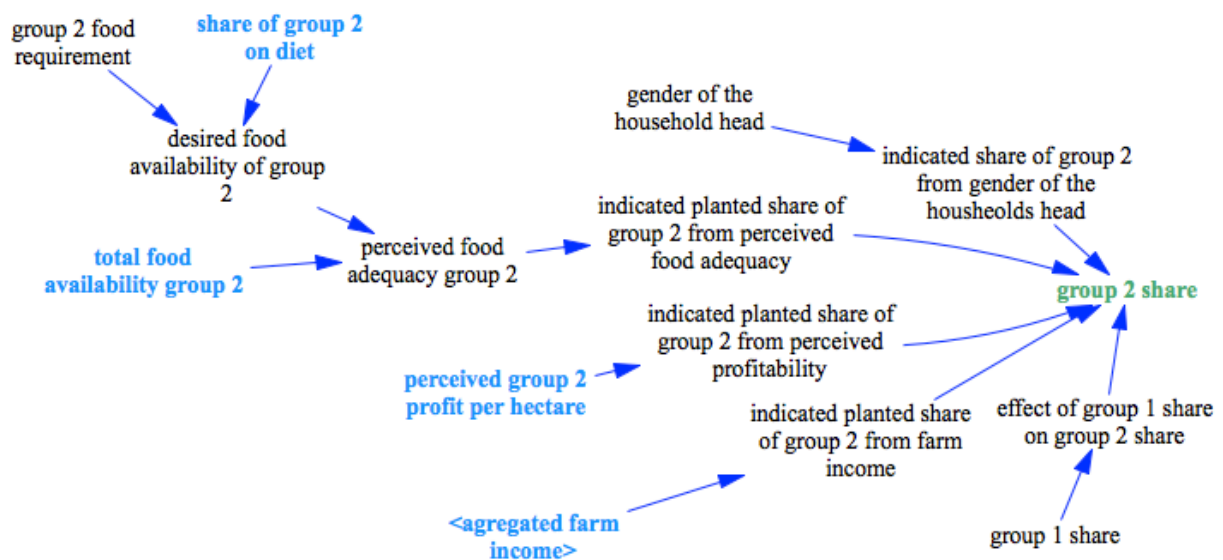 group 2 food
requirement
share of group 2
on diet
desired food
availability of group
2
gender of the
household head
indicated share of group 2
from gender of the
housheolds head
total food
availability group 2
perceived food
adequacy group 2
indicated planted share of
group 2 from perceived
food adequacy
group 2 share
indicated planted share of
group 2 from perceived
profitability
perceived group 2
profit per hectare
indicated planted share
of group 2 from farm
income
effect of group 1 share
on group 2 share
<agregated farm
income>
group 1 share